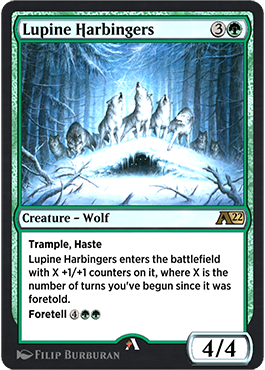 Lupine Harbingers 3
Creature – Wolf A22
Trample, Haste
Lupine Harbingers enters the battlefield
with X +1/+1 counters on it, where X is the
number of turns you've begun since it was
foretold.
Foretell 4
Filip Burburan 4/4